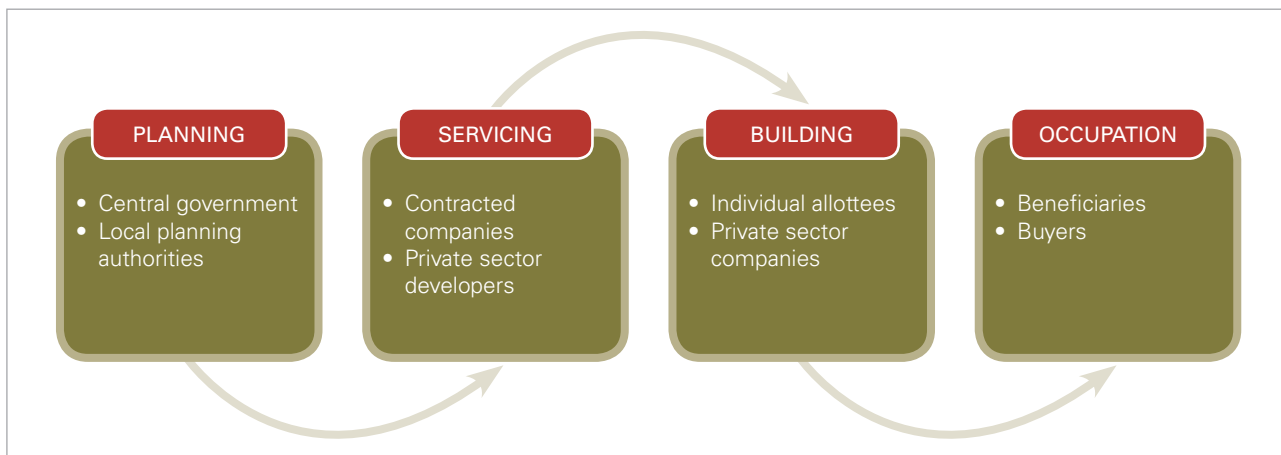 PLANNING
• Central government
• Local planning
authorities
SERVICING
• Contracted
companies
• Private sector
developers
BUILDING
• Individual allottees
• Private sector
companies
OCCUPATION
• Beneficiaries
• Buyers